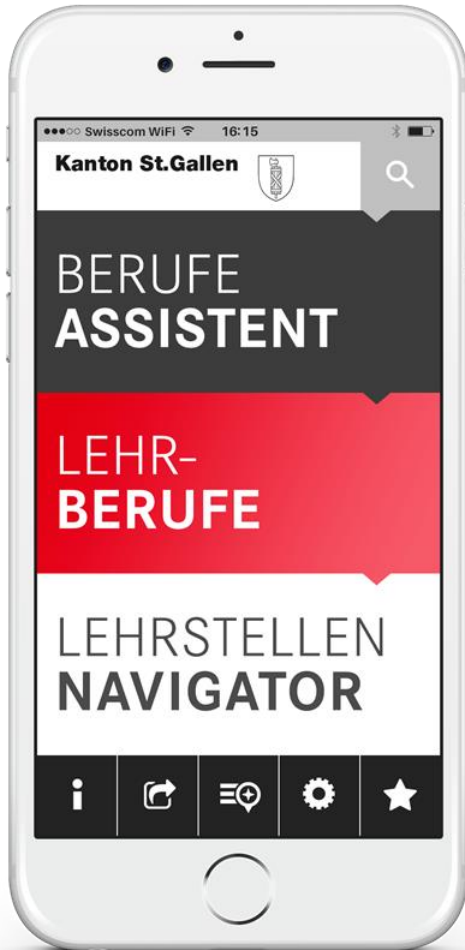 Swisscom WiFi 16:15
Kanton St.Gallen
BERUFE
ASSISTENT
LEHR-
BERUFE
LEHRSTELLEN
NAVIGATOR